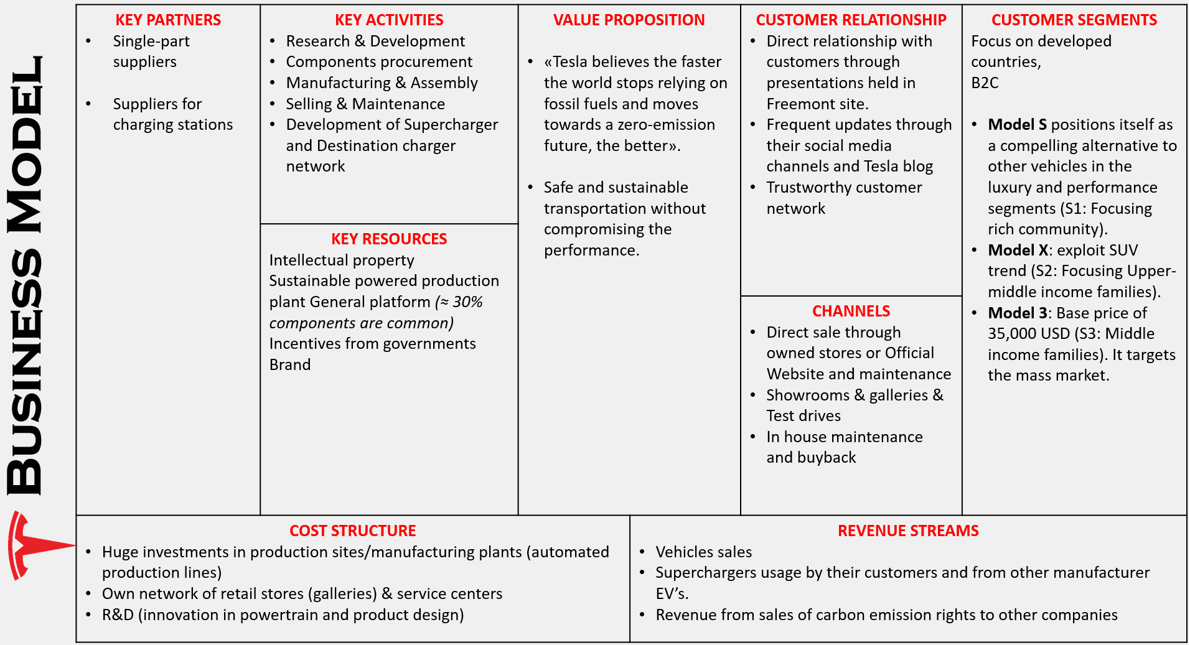 BUSINESS MODEL
KEY PARTNERS
• Single-part
suppliers
• Suppliers for
charging stations
KEY ACTIVITIES
• Research & Development
• Components procurement
• Manufacturing & Assembly
• Selling & Maintenance
• Development of Supercharger
and Destination charger
network
KEY RESOURCES
Intellectual property
Sustainable powered production
plant General platform (≈ 30%
components are common)
Incentives from governments
Brand
VALUE PROPOSITION
• «Tesla believes the faster
the world stops relying on
fossil fuels and moves
towards a zero-emission
future, the better».
• Safe and sustainable
transportation without
compromising the
performance.
CUSTOMER RELATIONSHIP
• Direct relationship with
customers through
presentations held in
Freemont site.
• Frequent updates through
their social media
channels and Tesla blog
• Trustworthy customer
network
CHANNELS
• Direct sale through
owned stores or Official
Website and maintenance
• Showrooms & galleries &
Test drives
• In house maintenance
and buyback
CUSTOMER SEGMENTS
Focus on developed
countries,
B2C
• Model S positions itself as
a compelling alternative to
other vehicles in the
luxury and performance
segments (S1: Focusing
rich community).
• Model X: exploit SUV
trend (S2: Focusing Upper-
middle income families).
• Model 3: Base price of
35,000 USD (S3: Middle
income families). It targets
the mass market.
COST STRUCTURE
• Huge investments in production sites/manufacturing plants (automated
production lines)
• Own network of retail stores (galleries) & service centers
• R&D (innovation in powertrain and product design)
REVENUE STREAMS
• Vehicles sales
• Superchargers usage by their customers and from other manufacturer
EV's.
• Revenue from sales of carbon emission rights to other companies